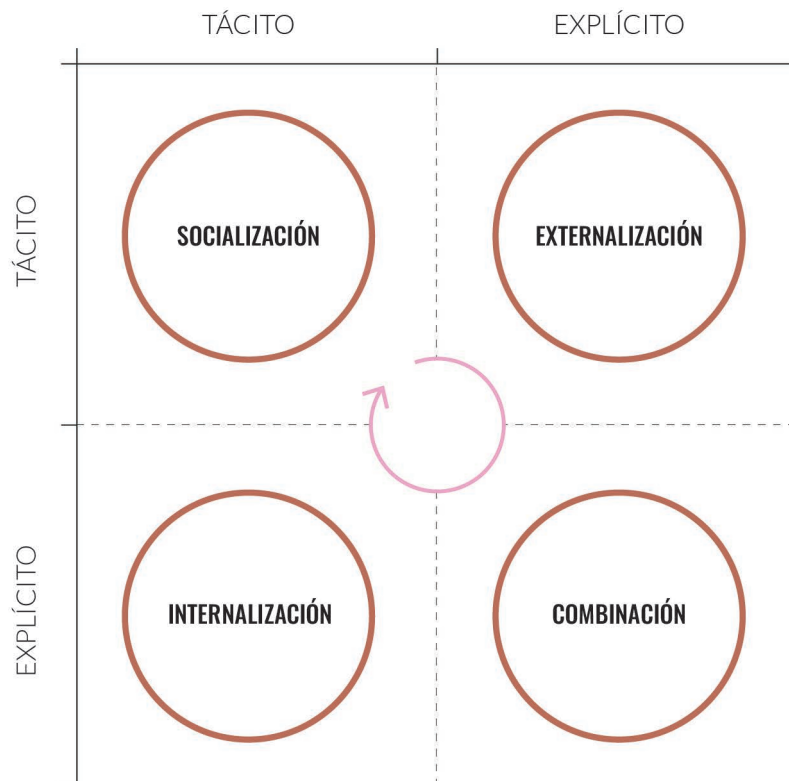 TÁCITO
EXPLÍCITO
TÁCITO
SOCIALIZACIÓN
EXTERNALIZACIÓN
EXPLÍCITO
INTERNALIZACIÓN
COMBINACIÓN